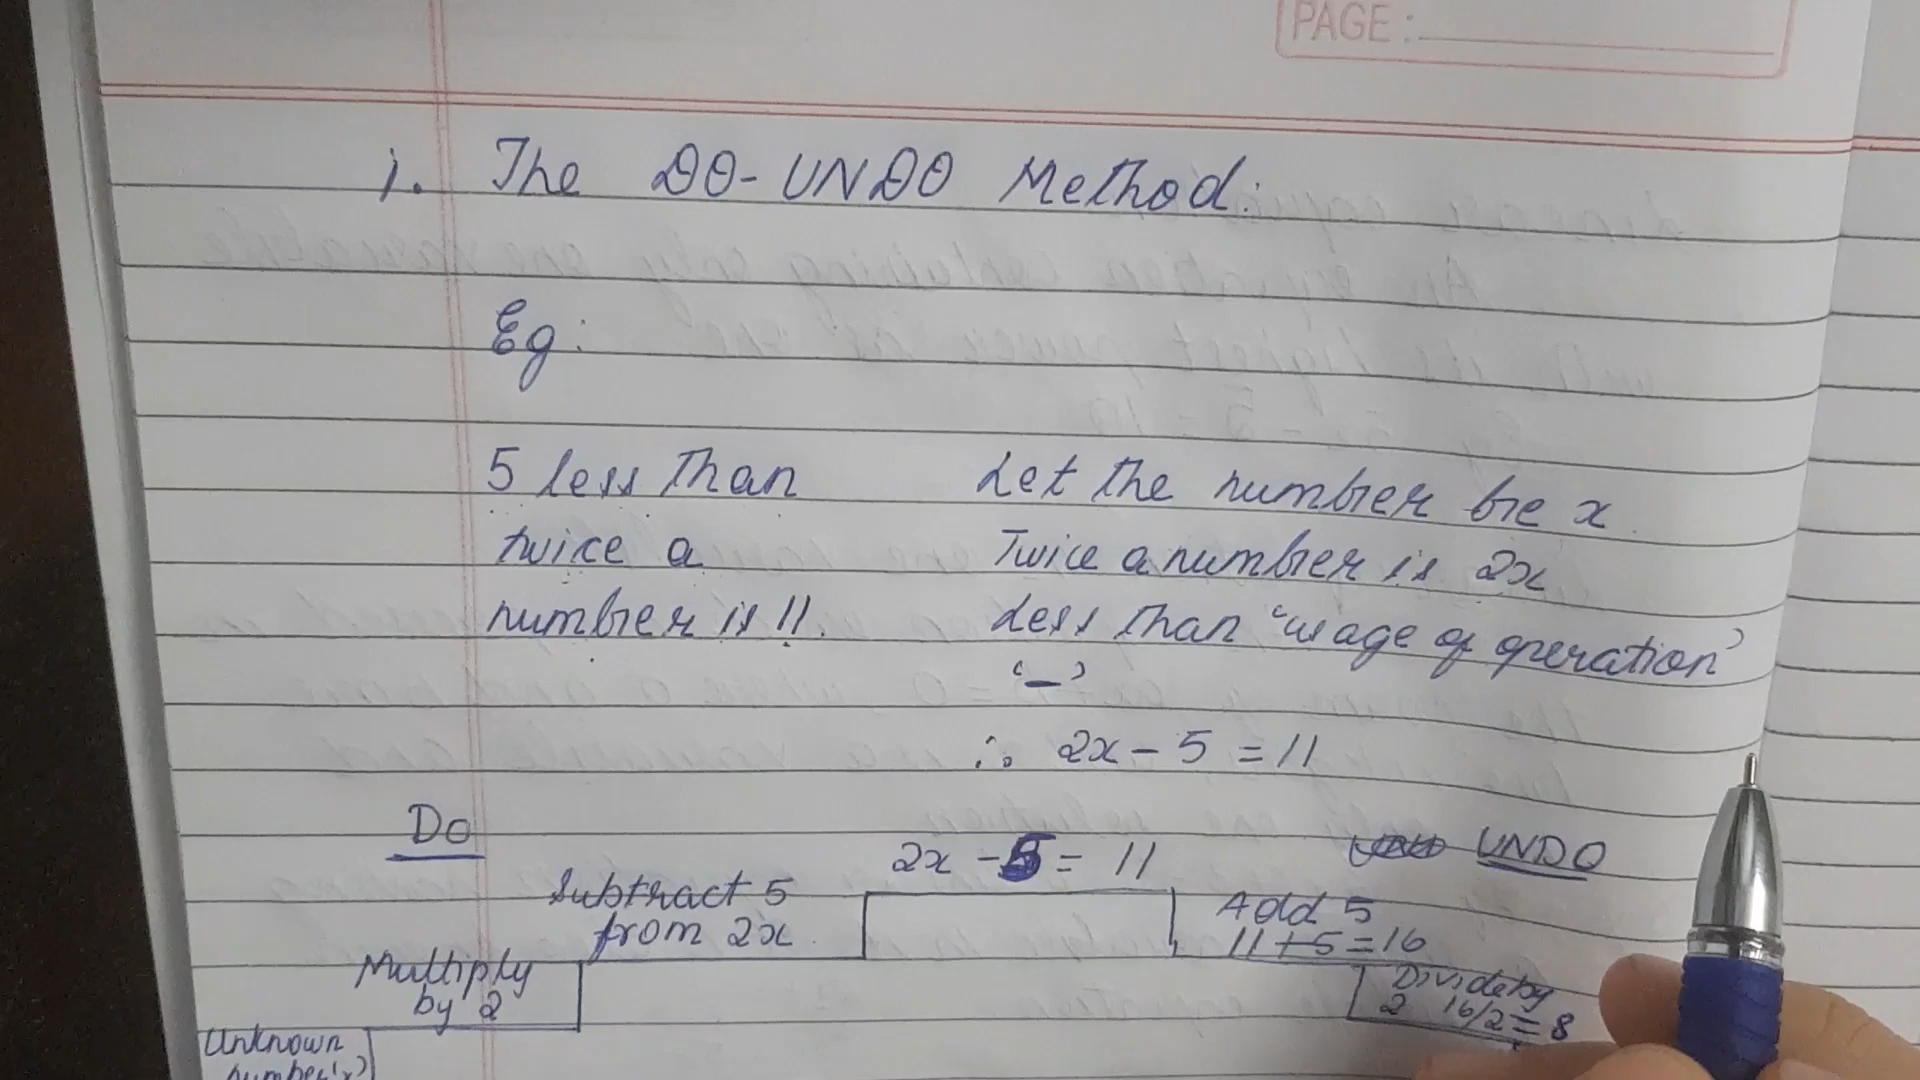 PAGE :
1. The DO-UNDO Method:
Eg:
5 less than
twice a
number is 11.
Let the number be x.
Twice a number is 2x
Less than "usage of operation"
'–'
∴ 2x – 5 = 11
Do
UNDO
2x – 5 = 11
Subtract 5
from 2x
Add 5
11 + 5 = 16
Multiply
by 2
Divide by
2 16/2 = 8
Unknown
number(x)